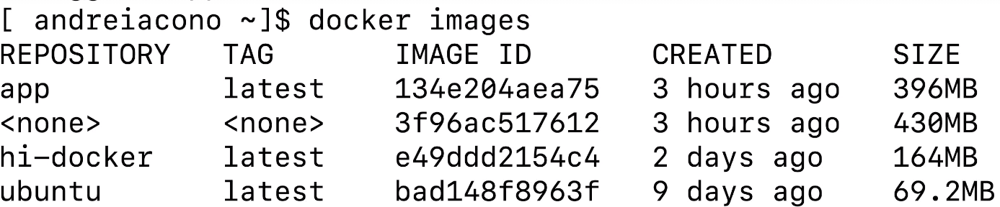 [ andreiacono ~]$ docker images
REPOSITORY TAG IMAGE ID CREATED SIZE
app latest 134e204aea75 3 hours ago 396MB
<none> <none> 3f96ac517612 3 hours ago 430MB
hi-docker latest e49ddd2154c4 2 days ago 164MB
ubuntu latest bad148f8963f 9 days ago 69.2MB